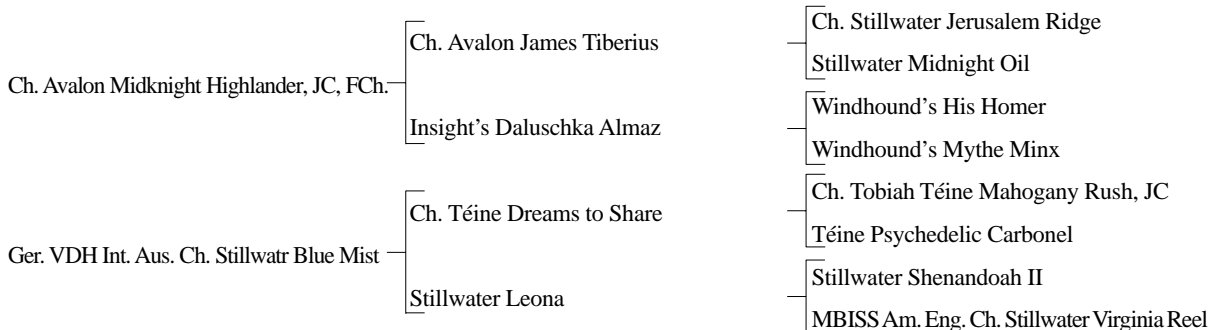 Ch. Stillwater Jerusalem Ridge
Ch. Avalon James Tiberius
Stillwater Midnight Oil
Ch. Avalon Midknight Highlander, JC, FCh.
Windhound’s His Homer
Insight’s Daluschka Almaz
Windhound’s Mythe Minx
Ch. Tobiah Téine Mahogany Rush, JC
Ch. Téine Dreams to Share
Téine Psychedelic Carbonel
Ger. VDH Int. Aus. Ch. Stillwatr Blue Mist
Stillwater Shenandoah II
Stillwater Leona
MBISS Am. Eng. Ch. Stillwater Virginia Reel